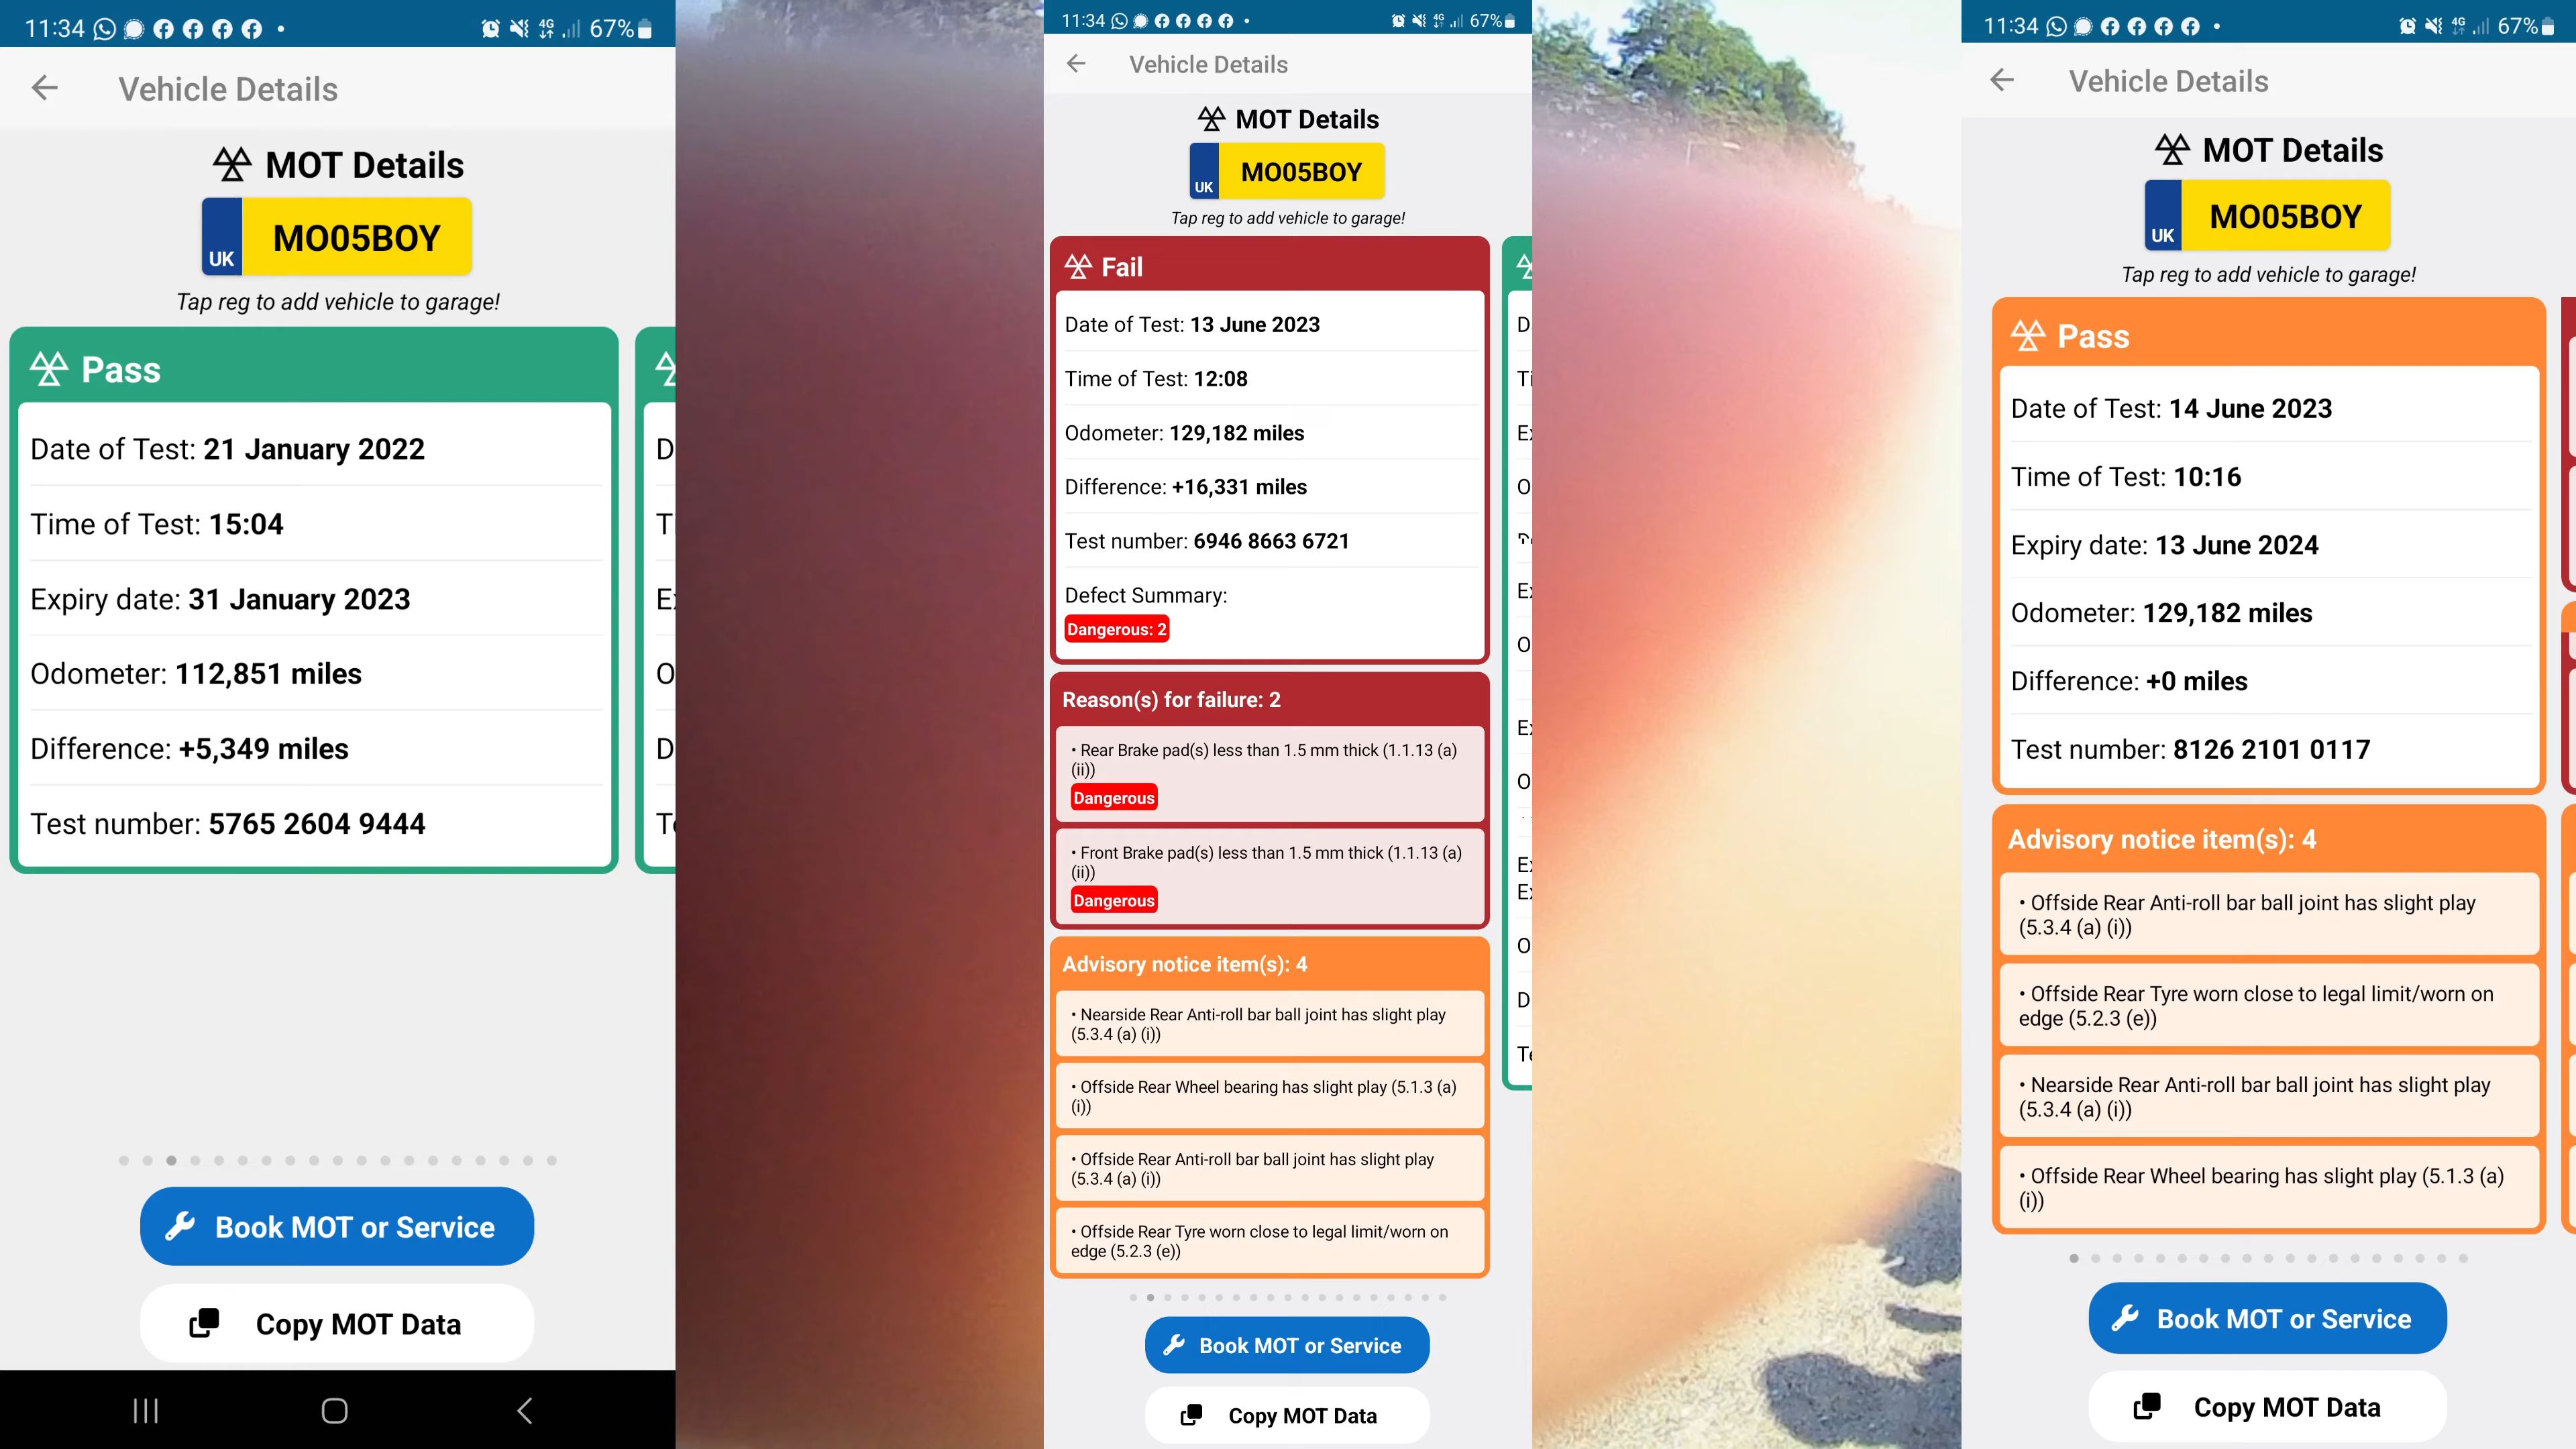 11:34
67%
Vehicle Details
MOT Details
UK
MO05BOY
Tap reg to add vehicle to garage!
Pass
Date of Test: 21 January 2022
Time of Test: 15:04
Expiry date: 31 January 2023
Odometer: 112,851 miles
Difference: +5,349 miles
Test number: 5765 2604 9444
Book MOT or Service
Copy MOT Data
11:34
4G
67%
Vehicle Details
MOT Details
UK
MO05BOY
Tap reg to add vehicle to garage!
Fail
Date of Test: 13 June 2023
Time of Test: 12:08
Odometer: 129,182 miles
Difference: +16,331 miles
Test number: 6946 8663 6721
Defect Summary:
Dangerous: 2
Reason(s) for failure: 2
• Rear Brake pad(s) less than 1.5 mm thick (1.1.13 (a)
(ii))
Dangerous
• Front Brake pad(s) less than 1.5 mm thick (1.1.13 (a)
(ii))
Dangerous
Advisory notice item(s): 4
• Nearside Rear Anti-roll bar ball joint has slight play
(5.3.4 (a) (i))
• Offside Rear Wheel bearing has slight play (5.1.3 (a)
(i))
• Offside Rear Anti-roll bar ball joint has slight play
(5.3.4 (a) (i))
• Offside Rear Tyre worn close to legal limit/worn on
edge (5.2.3 (e))
Book MOT or Service
Copy MOT Data
11:34
4G
67%
Vehicle Details
MOT Details
UK
MO05BOY
Tap reg to add vehicle to garage!
Pass
Date of Test: 14 June 2023
Time of Test: 10:16
Expiry date: 13 June 2024
Odometer: 129,182 miles
Difference: +0 miles
Test number: 8126 2101 0117
Advisory notice item(s): 4
• Offside Rear Anti-roll bar ball joint has slight play
(5.3.4 (a) (i))
• Offside Rear Tyre worn close to legal limit/worn on
edge (5.2.3 (e))
• Nearside Rear Anti-roll bar ball joint has slight play
(5.3.4 (a) (i))
• Offside Rear Wheel bearing has slight play (5.1.3 (a)
(i))
Book MOT or Service
Copy MOT Data